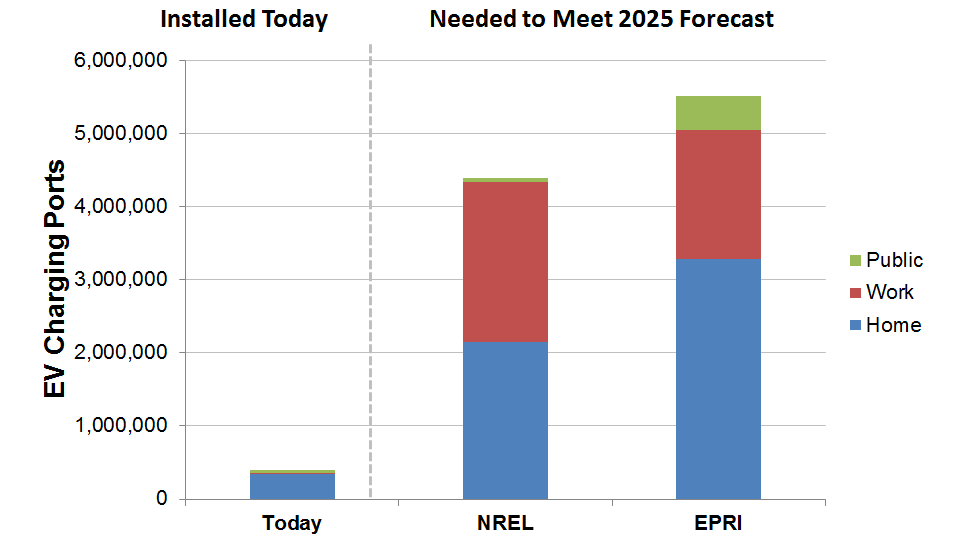 Installed Today
Needed to Meet 2025 Forecast
EV Charging Ports
6,000,000
5,000,000
4,000,000
3,000,000
2,000,000
1,000,000
0
Today
NREL
EPRI
Public
Work
Home